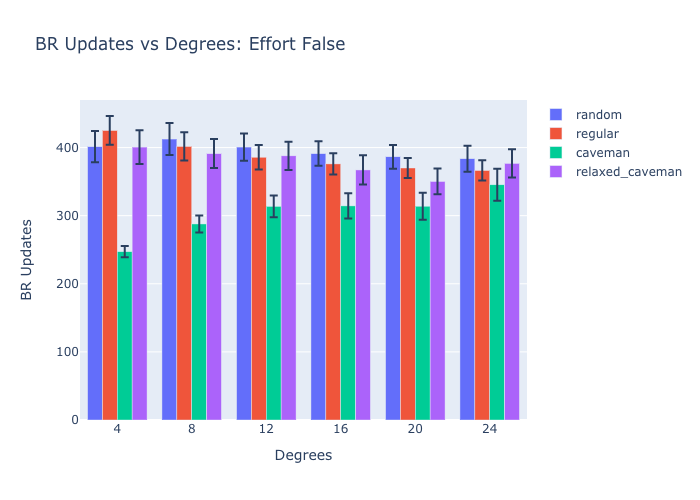 BR Updates vs Degrees: Effort False
random
regular
caveman
relaxed_caveman
BR Updates
400
300
200
100
0
4 8 12 16 20 24
Degrees